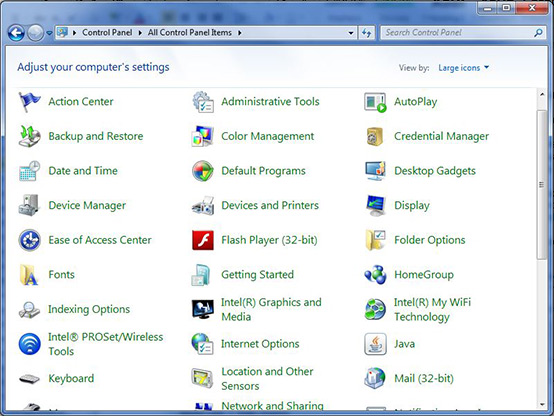 Control Panel All Control Panel Items Search Control Panel
Adjust your computer's settings View by: Large icons
Action Center Administrative Tools AutoPlay
Backup and Restore Color Management Credential Manager
Date and Time Default Programs Desktop Gadgets
Device Manager Devices and Printers Display
Ease of Access Center Flash Player (32-bit) Folder Options
Fonts Getting Started HomeGroup
Indexing Options Intel(R) Graphics and Intel(R) My WiFi
Media Technology
Intel® PROSet/Wireless Internet Options Java
Tools
Keyboard Location and Other Mail (32-bit)
Sensors
Network and Sharing